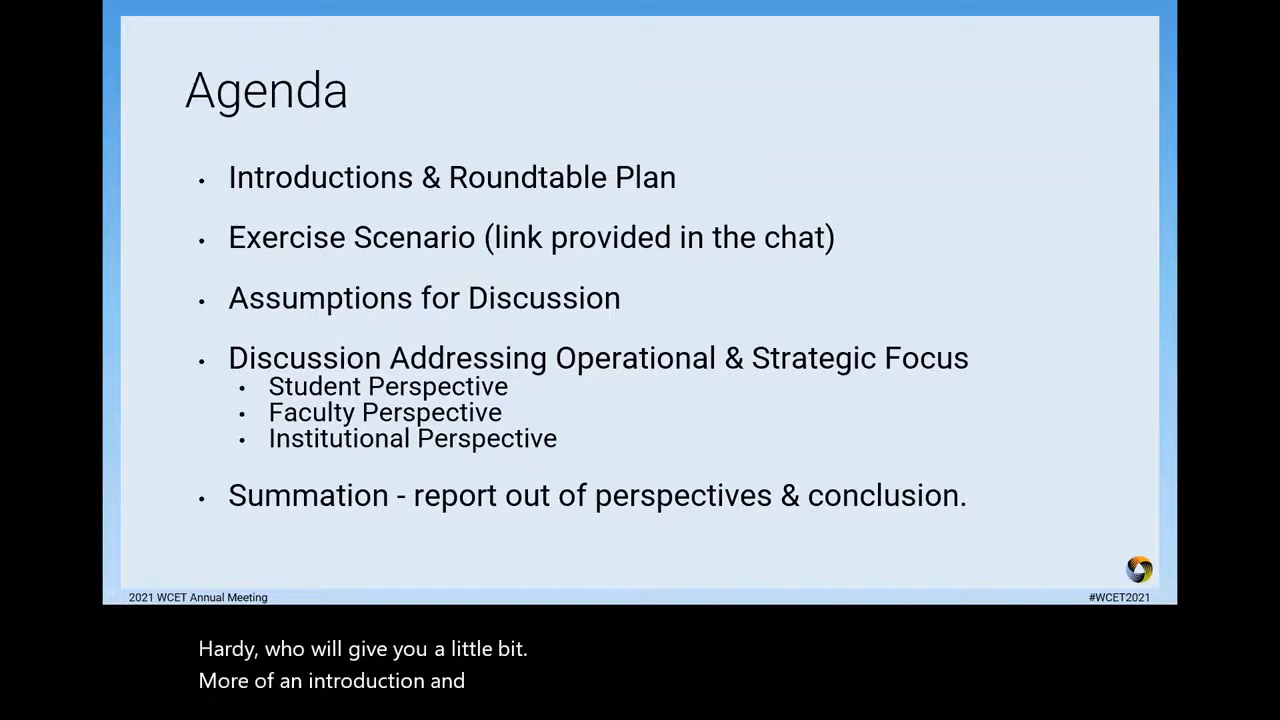 Agenda
• Introductions & Roundtable Plan
• Exercise Scenario (link provided in the chat)
• Assumptions for Discussion
• Discussion Addressing Operational & Strategic Focus
• Student Perspective
• Faculty Perspective
• Institutional Perspective
• Summation - report out of perspectives & conclusion.
2021 WCET Annual Meeting
#WCET2021
Hardy, who will give you a little bit.
More of an introduction and